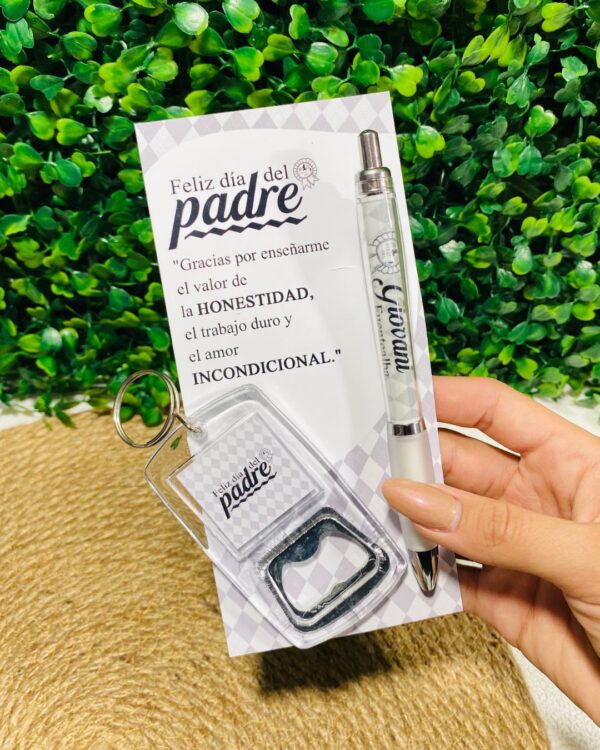 Feliz día del
padre
"Gracias por enseñarme
el valor de
la HONESTIDAD,
el trabajo duro y
el amor
INCONDICIONAL."
Giovani
Fuentealba
Feliz día del
padre